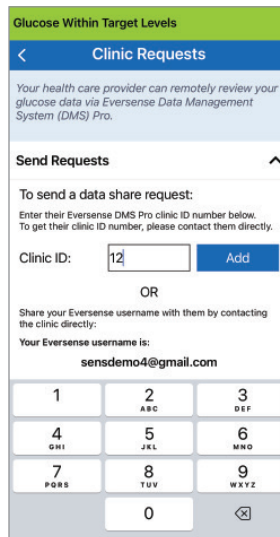 Glucose Within Target Levels
Clinic Requests
Your health care provider can remotely review your
glucose data via Eversense Data Management
System (DMS) Pro.
Send Requests
To send a data share request:
Enter their Eversense DMS Pro clinic ID number below.
To get their clinic ID number, please contact them directly.
Clinic ID: 12 Add
OR
Share your Eversense username with them by contacting
the clinic directly:
Your Eversense username is:
sensdemo4@gmail.com
1 2 3
ABC DEF
4 5 6
GHI JKL MNO
7 8 9
PQRS TUV WXYZ
0